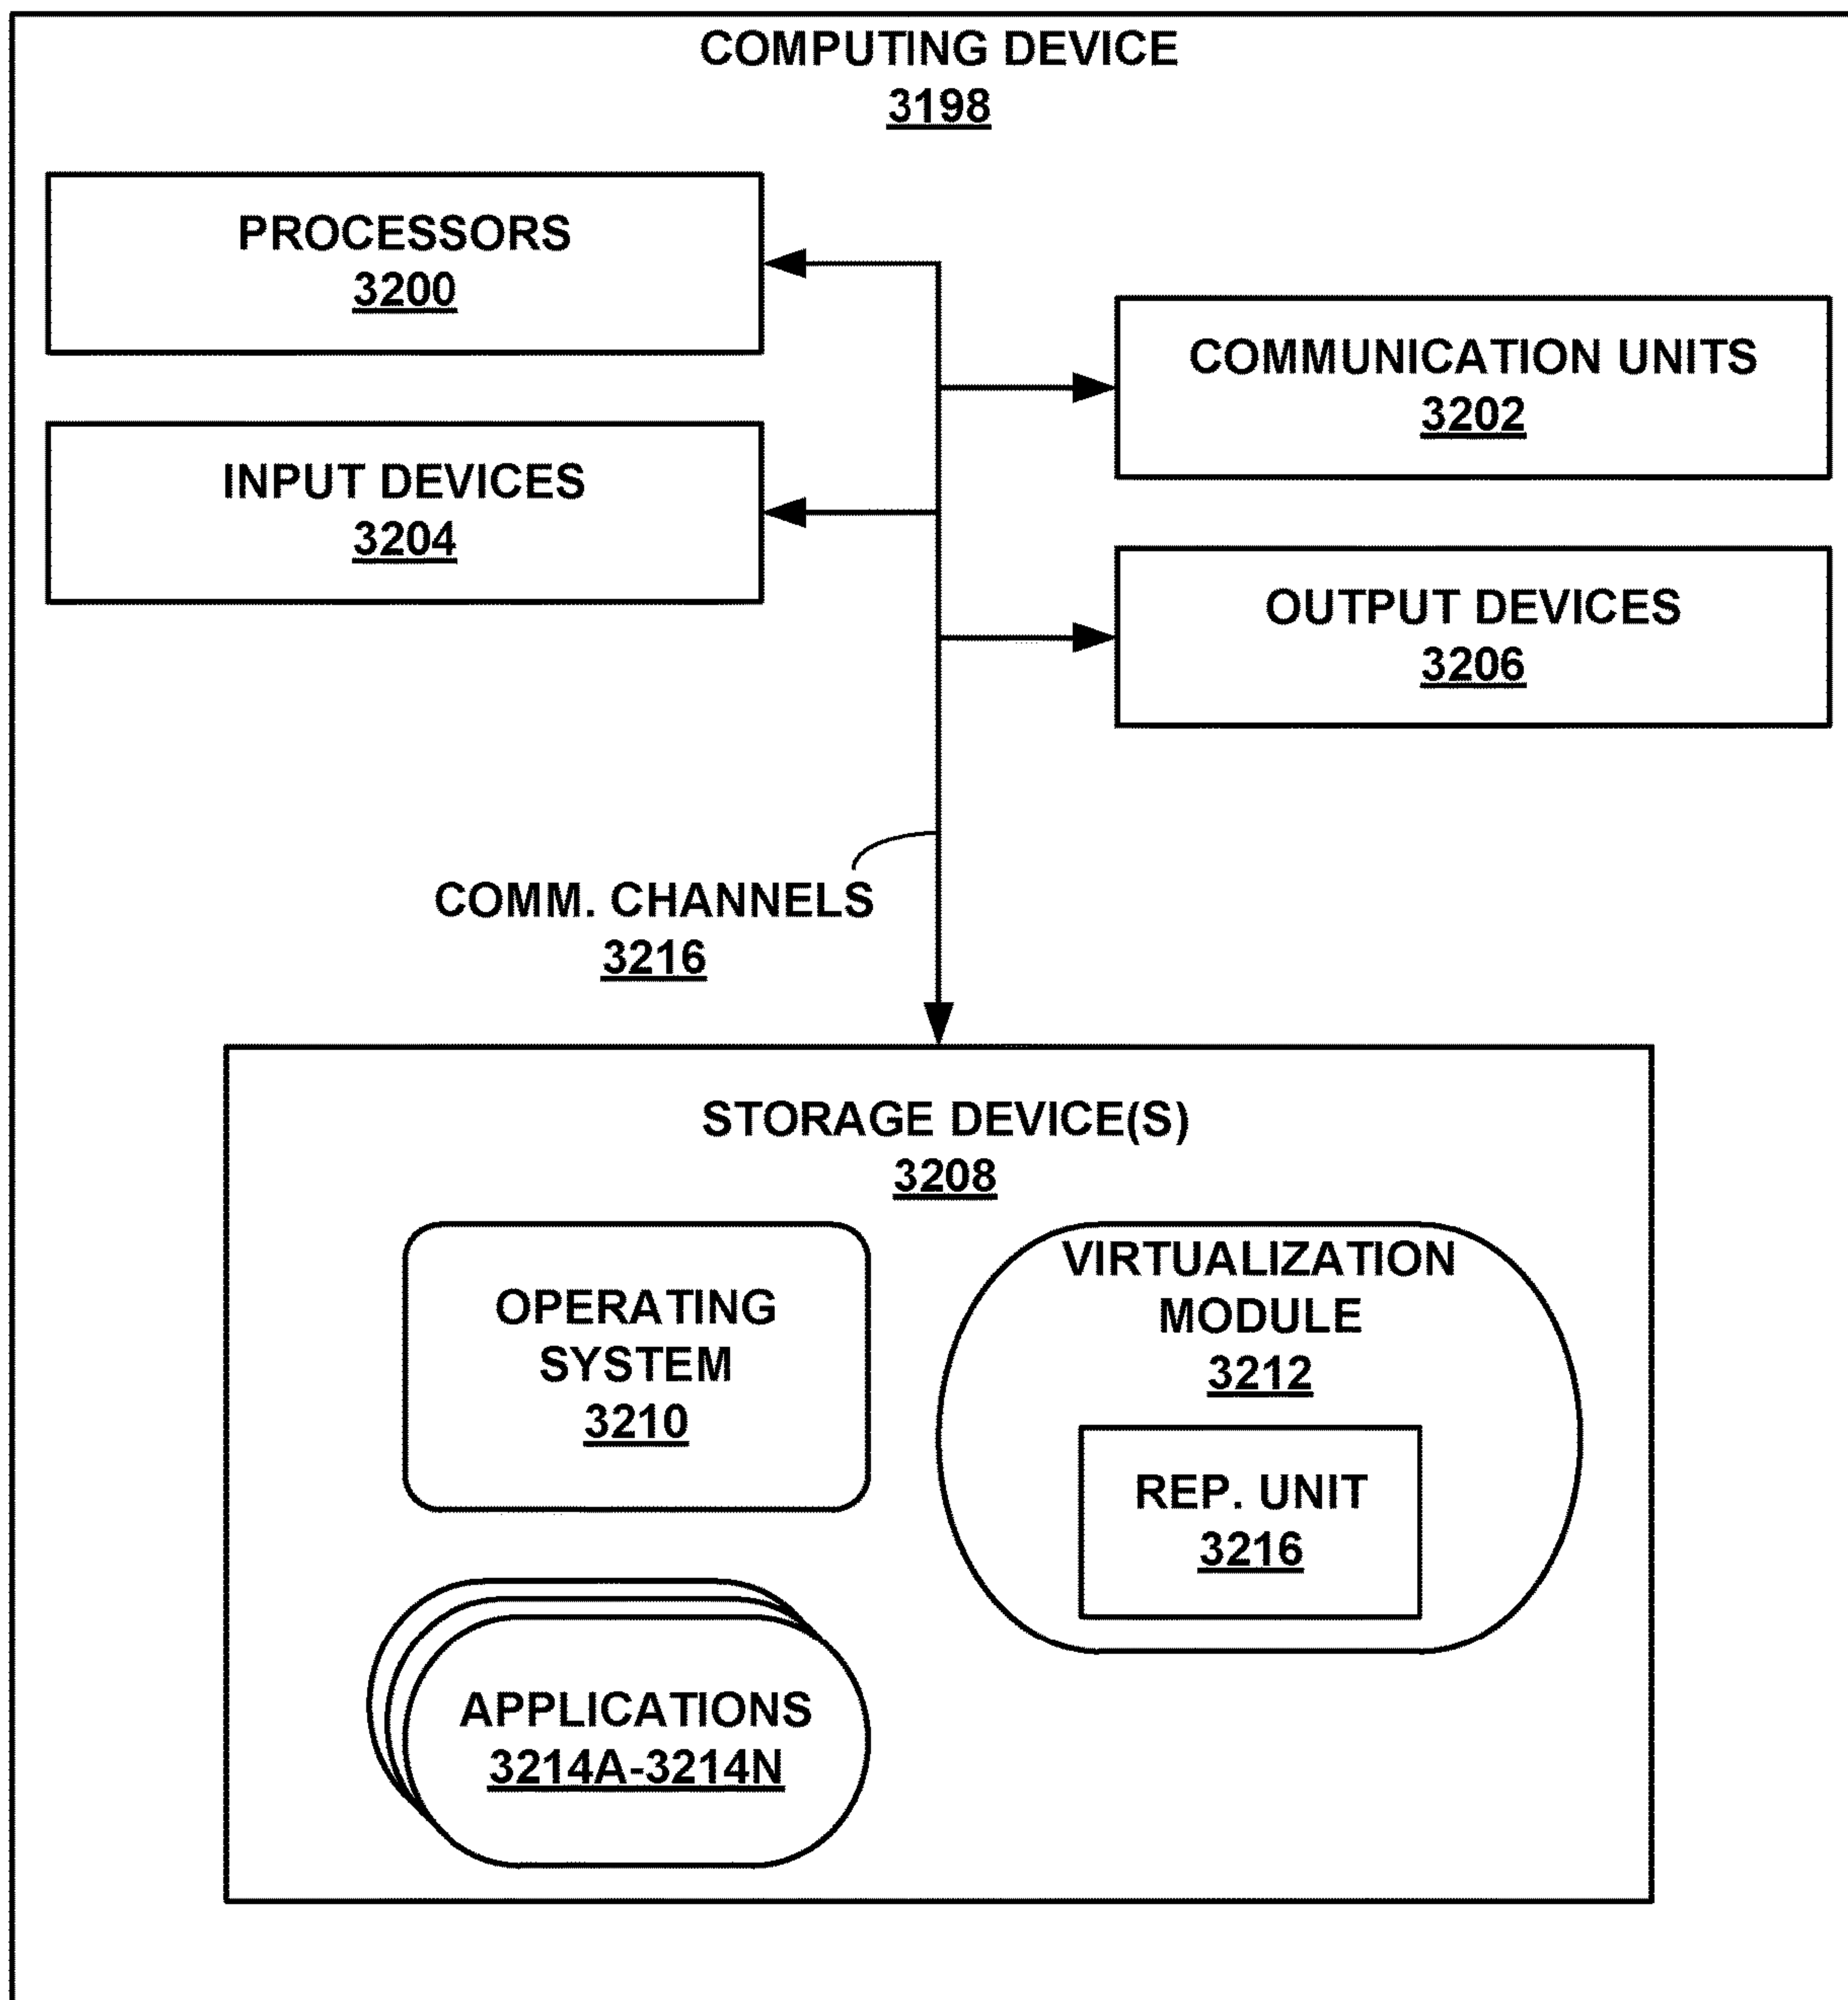 COMPUTING DEVICE
3198
PROCESSORS
3200
COMMUNICATION UNITS
3202
INPUT DEVICES
3204
OUTPUT DEVICES
3206
COMM. CHANNELS
3216
STORAGE DEVICE(S)
3208
OPERATING
SYSTEM
3210
VIRTUALIZATION
MODULE
3212
REP. UNIT
3216
APPLICATIONS
3214A-3214N